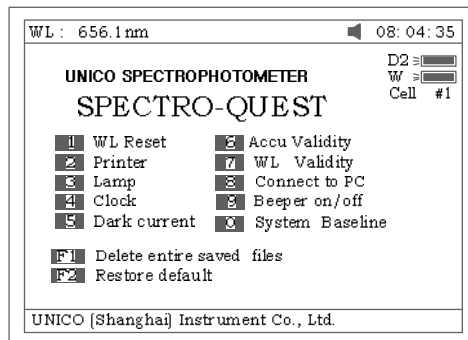 WL: 656.1nm 08:04:35
D2
W
Cell #1
UNICO SPECTROPHOTOMETER
SPECTRO-QUEST
1 WL Reset
2 Printer
3 Lamp
4 Clock
5 Dark current
6 Accu Validity
7 WL Validity
8 Connect to PC
9 Beeper on/off
0 System Baseline
F1 Delete entire saved files
F2 Restore default
UNICO (Shanghai) Instrument Co., Ltd.